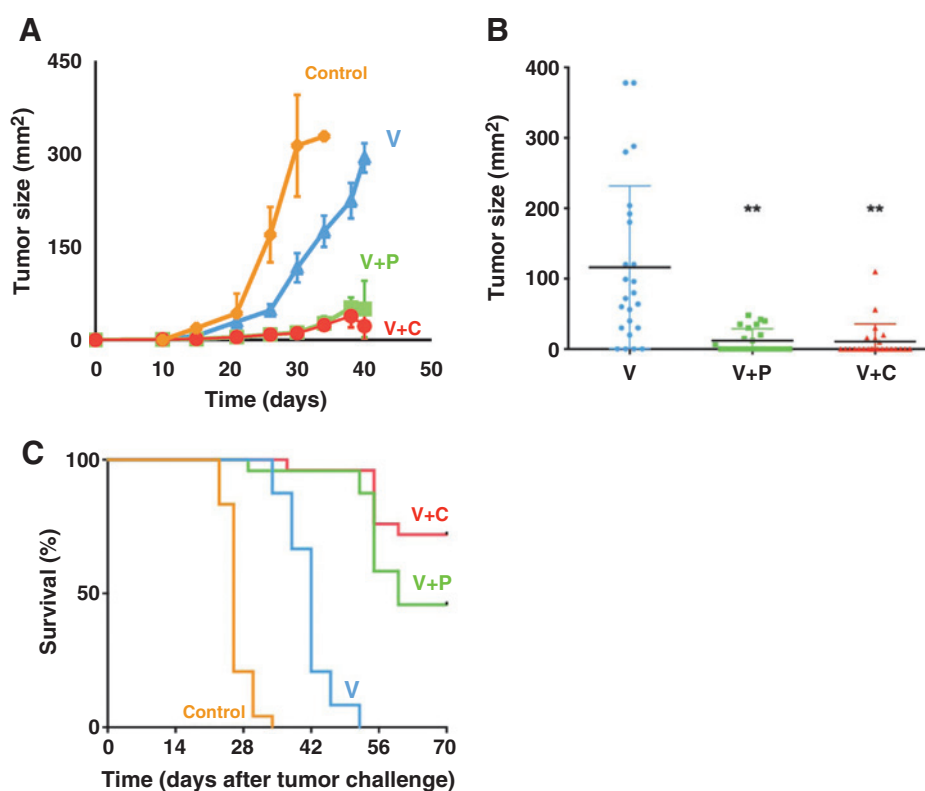 A
Tumor size (mm²)
450
300
150
0
Control
V
V+P
V+C
0 10 20 30 40 50
Time (days)
B
Tumor size (mm²)
400
300
200
100
0
** **
V V+P V+C
C
Survival (%)
100
50
0
V+C
V+P
V
Control
0 14 28 42 56 70
Time (days after tumor challenge)